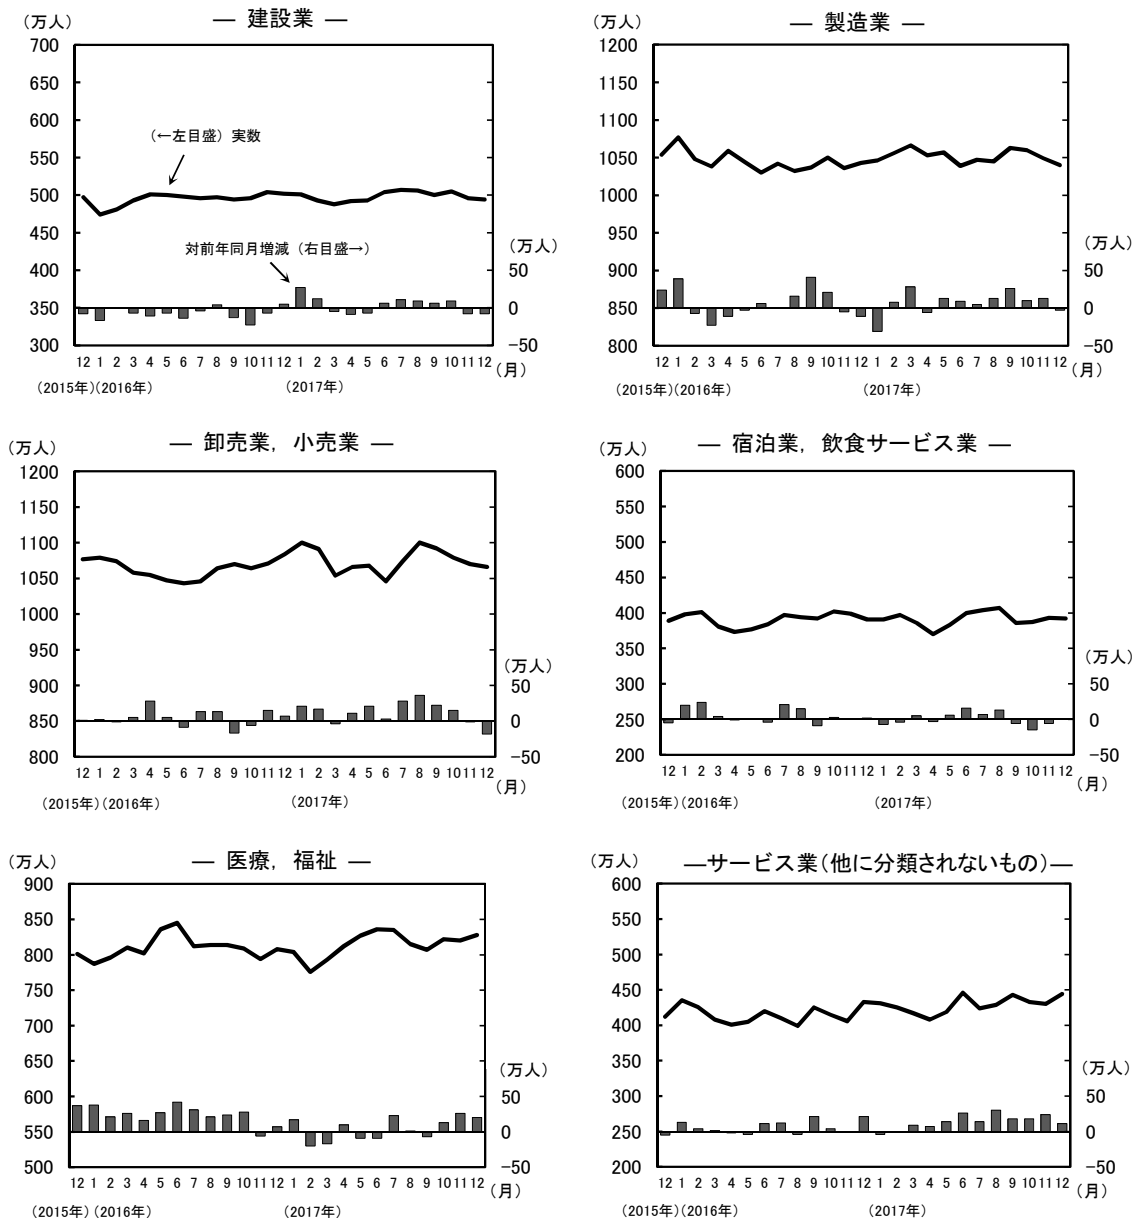 ― 建設業 ―
（万人）
700
650
600
550
500
450
400
350
300
（←左目盛）実数
対前年同月増減（右目盛→）
（万人）
50
0
−50
12 1 2 3 4 5 6 7 8 9 10 11 12 1 2 3 4 5 6 7 8 9 10 11 12
（月）
（2015年）（2016年） （2017年）
― 製造業 ―
（万人）
1200
1150
1100
1050
1000
950
900
850
800
（万人）
50
0
−50
12 1 2 3 4 5 6 7 8 9 10 11 12 1 2 3 4 5 6 7 8 9 10 11 12
（月）
（2015年）（2016年） （2017年）
― 卸売業，小売業 ―
（万人）
1200
1150
1100
1050
1000
950
900
850
800
（万人）
50
0
−50
12 1 2 3 4 5 6 7 8 9 10 11 12 1 2 3 4 5 6 7 8 9 10 11 12
（月）
（2015年）（2016年） （2017年）
― 宿泊業，飲食サービス業 ―
（万人）
600
550
500
450
400
350
300
250
200
（万人）
50
0
−50
12 1 2 3 4 5 6 7 8 9 10 11 12 1 2 3 4 5 6 7 8 9 10 11 12
（月）
（2015年）（2016年） （2017年）
― 医療，福祉 ―
（万人）
900
850
800
750
700
650
600
550
500
（万人）
50
0
−50
12 1 2 3 4 5 6 7 8 9 10 11 12 1 2 3 4 5 6 7 8 9 10 11 12
（月）
（2015年）（2016年） （2017年）
―サービス業（他に分類されないもの）―
（万人）
600
550
500
450
400
350
300
250
200
（万人）
50
0
−50
12 1 2 3 4 5 6 7 8 9 10 11 12 1 2 3 4 5 6 7 8 9 10 11 12
（月）
（2015年）（2016年） （2017年）